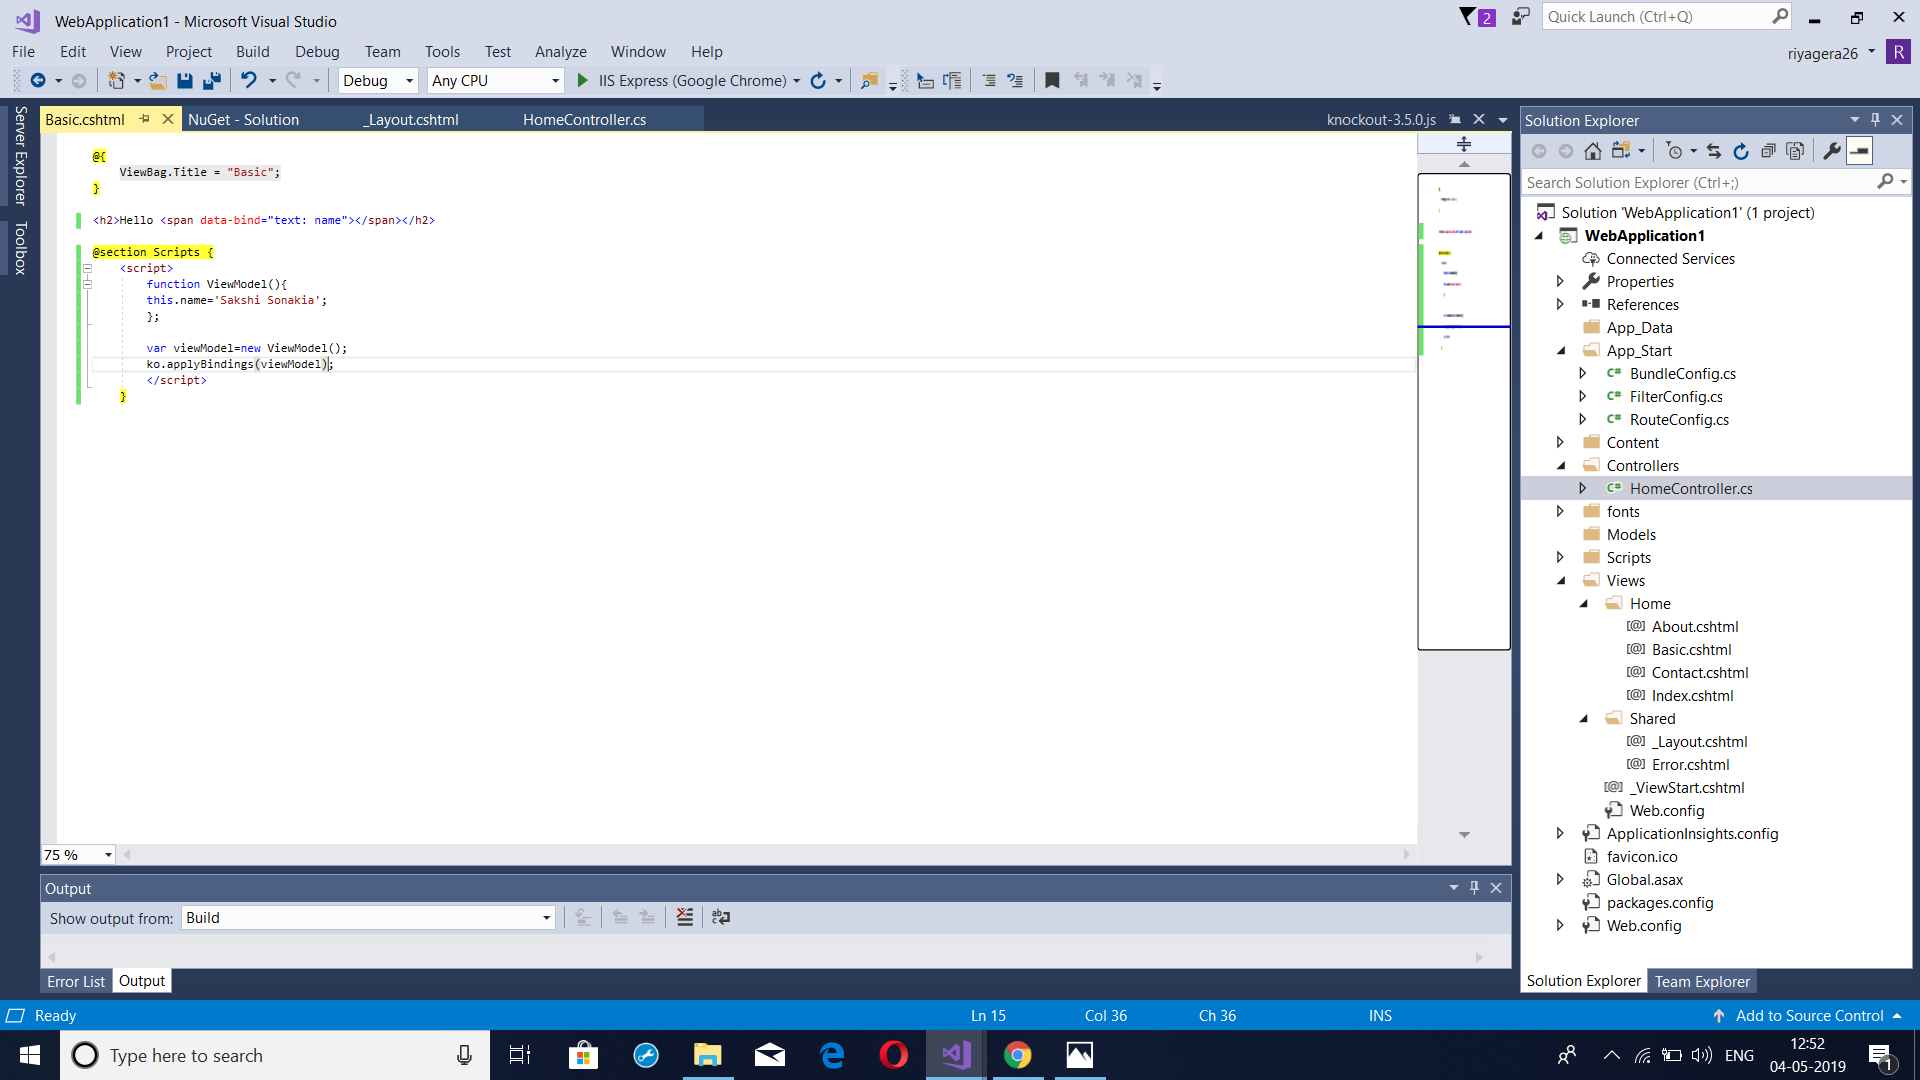 WebApplication1 - Microsoft Visual Studio
2
Quick Launch (Ctrl+Q)
File Edit View Project Build Debug Team Tools Test Analyze Window Help
riyagera26 R
Debug Any CPU IIS Express (Google Chrome)
Server Explorer
Toolbox
Basic.cshtml NuGet - Solution _Layout.cshtml HomeController.cs knockout-3.5.0.js
@{
ViewBag.Title = "Basic";
}
<h2>Hello <span data-bind="text: name"></span></h2>
@section Scripts {
<script>
function ViewModel(){
this.name='Sakshi Sonakia';
};
var viewModel=new ViewModel();
ko.applyBindings(viewModel);
</script>
}
75 %
Output
Show output from: Build
Error List Output
Solution Explorer
Search Solution Explorer (Ctrl+;)
Solution 'WebApplication1' (1 project)
WebApplication1
Connected Services
Properties
References
App_Data
App_Start
C# BundleConfig.cs
C# FilterConfig.cs
C# RouteConfig.cs
Content
Controllers
C# HomeController.cs
fonts
Models
Scripts
Views
Home
[@] About.cshtml
[@] Basic.cshtml
[@] Contact.cshtml
[@] Index.cshtml
Shared
[@] _Layout.cshtml
[@] Error.cshtml
[@] _ViewStart.cshtml
Web.config
ApplicationInsights.config
favicon.ico
Global.asax
packages.config
Web.config
Solution Explorer Team Explorer
Ready Ln 15 Col 36 Ch 36 INS Add to Source Control
Type here to search
ENG
12:52
04-05-2019
1